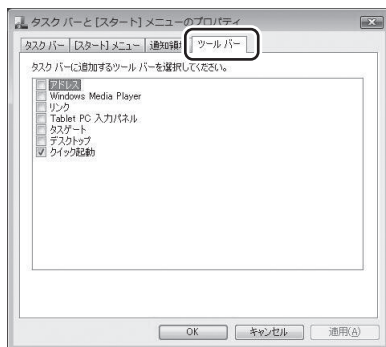 タスク バーと [スタート] メニューのプロパティ
タスク バー [スタート] メニュー 通知領 ツール バー
タスク バーに追加するツール バーを選択してください。
アドレス
Windows Media Player
リンク
Tablet PC 入力パネル
タスゲート
デスクトップ
クイック起動
OK キャンセル 適用(A)